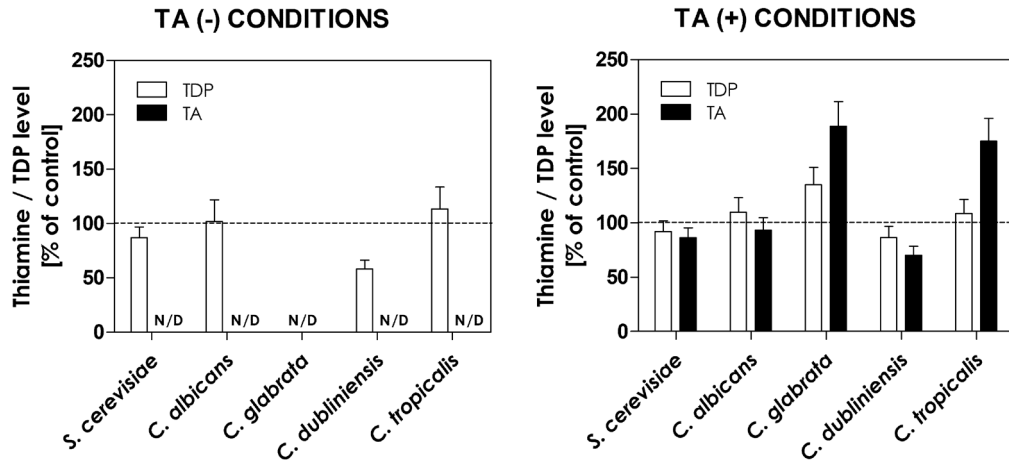 TA (-) CONDITIONS
Thiamine / TDP level
[% of control]
250
200
150
100
50
0
TDP
TA
N/D
N/D
N/D
N/D
N/D
S. cerevisiae
C. albicans
C. glabrata
C. dubliniensis
C. tropicalis
TA (+) CONDITIONS
Thiamine / TDP level
[% of control]
250
200
150
100
50
0
TDP
TA
S. cerevisiae
C. albicans
C. glabrata
C. dubliniensis
C. tropicalis